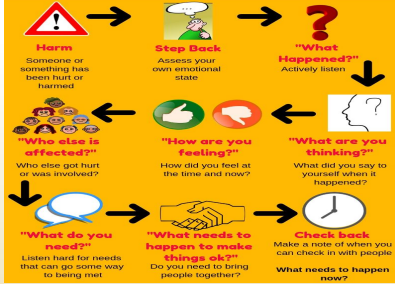 Harm
Someone or
something has
been hurt or
harmed
Step Back
Assess your
own emotional
state
"What
Happened?"
Actively listen
"What are you
thinking?"
What did you say to
yourself when it
happened?
"How are you
feeling?"
How did you feel at
the time and now?
"Who else is
affected?"
Who else got hurt
or was involved?
"What do you
need?"
Listen hard for needs
that can go some way
to being met
"What needs to
happen to make
things ok?"
Do you need to bring
people together?
Check back
Make a note of when you
can check in with people
What needs to happen
now?